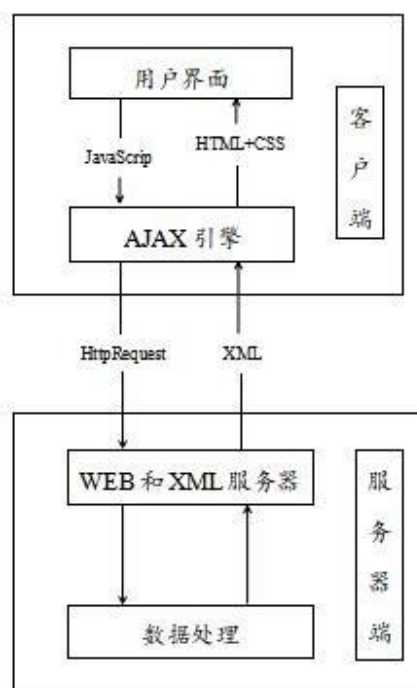 用户界面
客户端
JavaScrip
HTML+CSS
AJAX 引擎
HttpRequest
XML
WEB 和 XML 服务器
服务器端
数据处理